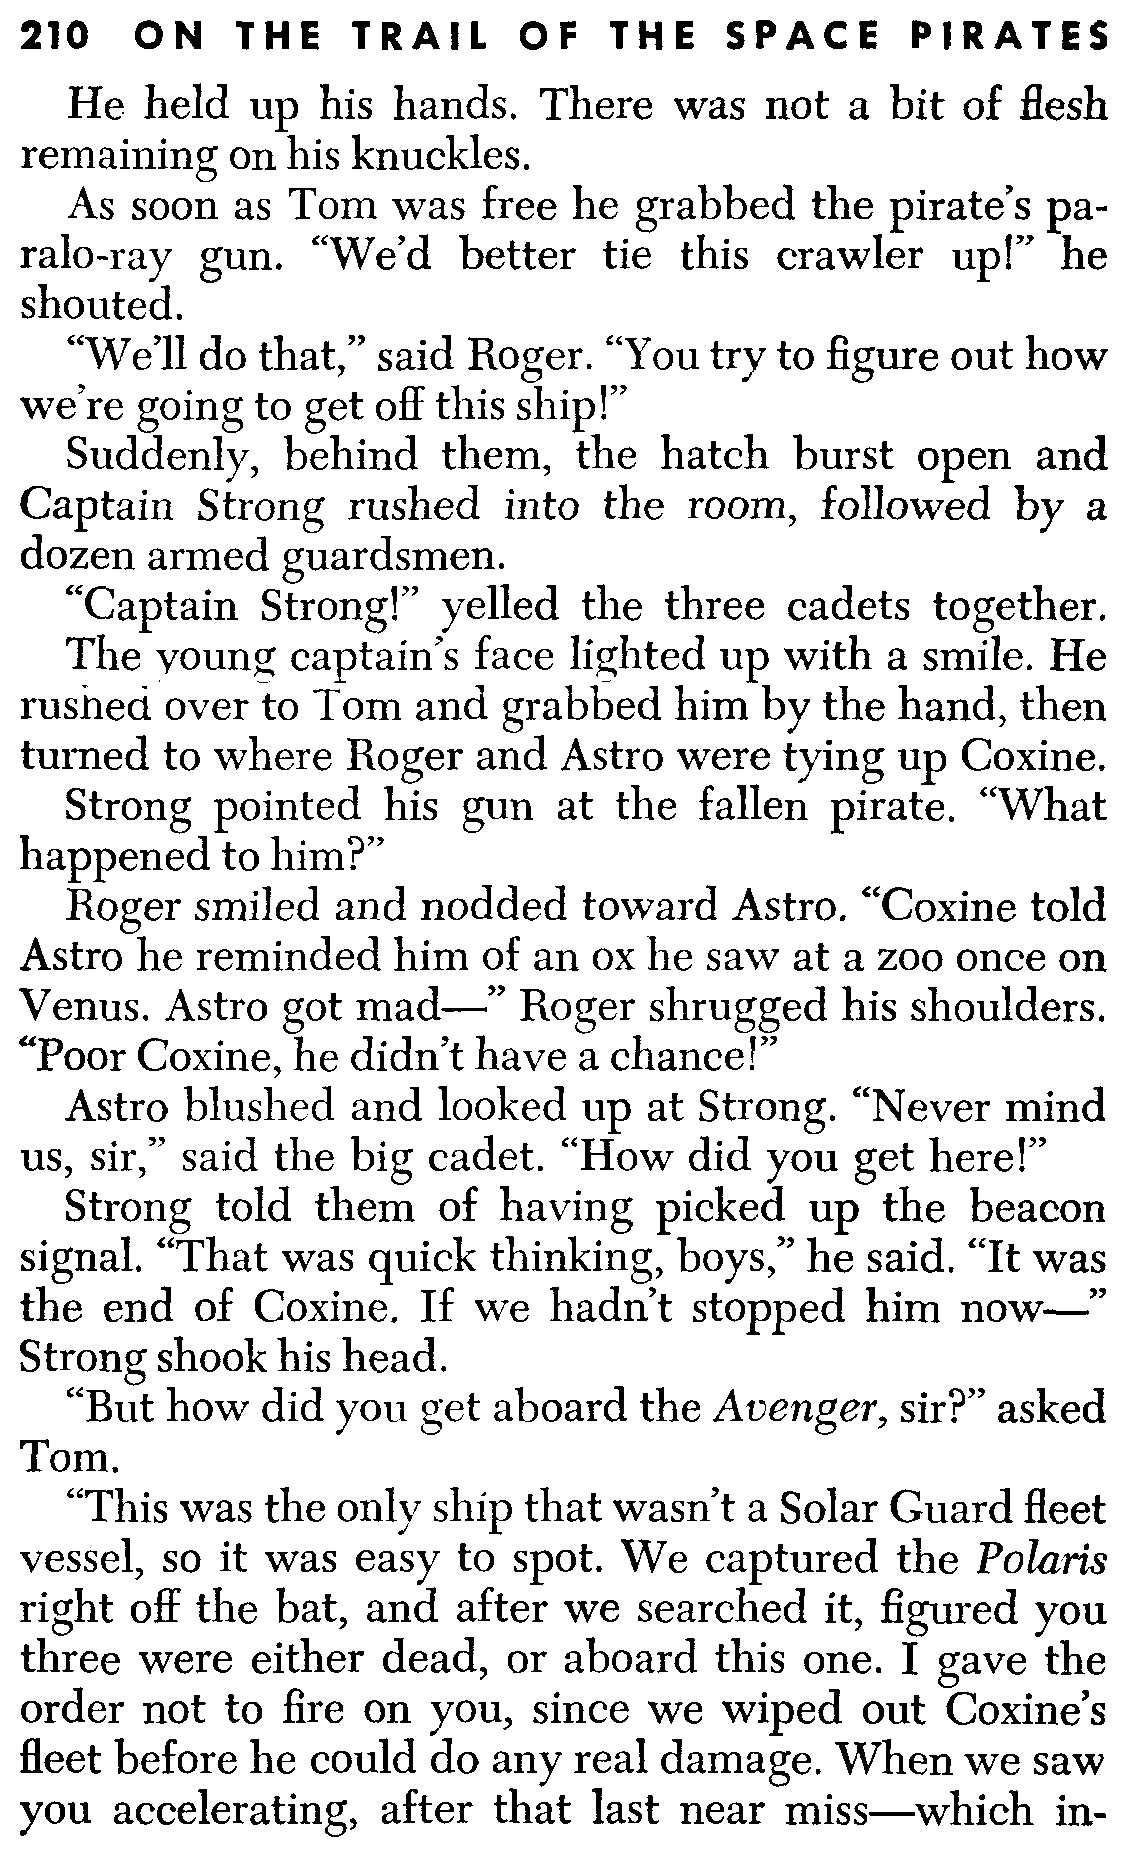 210 ON THE TRAIL OF THE SPACE PIRATES
He held up his hands. There was not a bit of flesh
remaining on his knuckles.
As soon as Tom was free he grabbed the pirate's pa-
ralo-ray gun. “We'd better tie this crawler up!” he
shouted.
“We'll do that,” said Roger. “You try to figure out how
we're going to get off this ship!”
Suddenly, behind them, the hatch burst open and
Captain Strong rushed into the room, followed by a
dozen armed guardsmen.
“Captain Strong!” yelled the three cadets together.
The young captain's face lighted up with a smile. He
rushed over to Tom and grabbed him by the hand, then
turned to where Roger and Astro were tying up Coxine.
Strong pointed his gun at the fallen pirate. “What
happened to him?”
Roger smiled and nodded toward Astro. “Coxine told
Astro he reminded him of an ox he saw at a zoo once on
Venus. Astro got mad—” Roger shrugged his shoulders.
“Poor Coxine, he didn't have a chance!”
Astro blushed and looked up at Strong. “Never mind
us, sir,” said the big cadet. “How did you get here!”
Strong told them of having picked up the beacon
signal. “That was quick thinking, boys,” he said. “It was
the end of Coxine. If we hadn't stopped him now—”
Strong shook his head.
“But how did you get aboard the Avenger, sir?” asked
Tom.
“This was the only ship that wasn't a Solar Guard fleet
vessel, so it was easy to spot. We captured the Polaris
right off the bat, and after we searched it, figured you
three were either dead, or aboard this one. I gave the
order not to fire on you, since we wiped out Coxine's
fleet before he could do any real damage. When we saw
you accelerating, after that last near miss—which in-